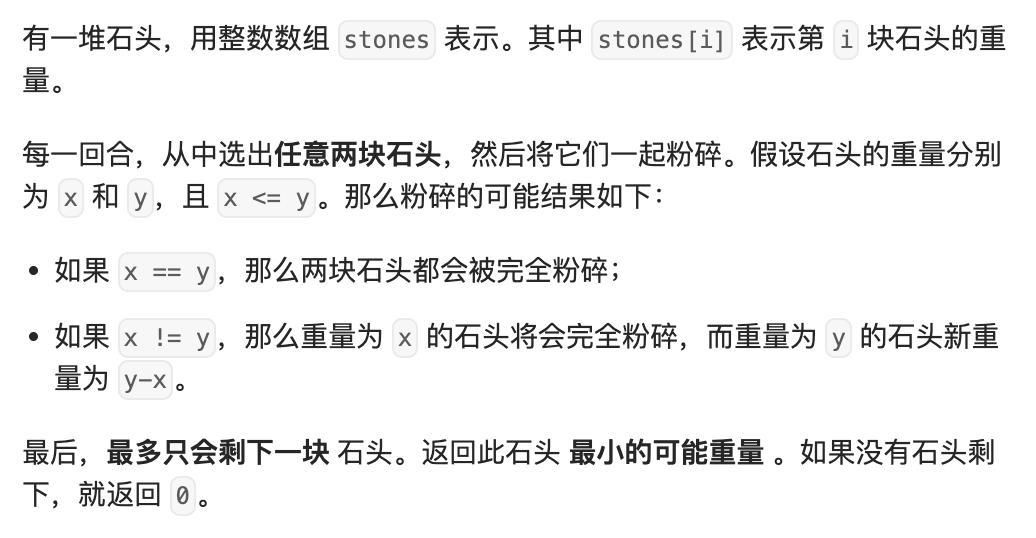 有一堆石头，用整数数组 stones 表示。其中 stones[i] 表示第 i 块石头的重
量。
每一回合，从中选出任意两块石头，然后将它们一起粉碎。假设石头的重量分别
为 x 和 y，且 x <= y。那么粉碎的可能结果如下：
• 如果 x == y，那么两块石头都会被完全粉碎；
• 如果 x != y，那么重量为 x 的石头将会完全粉碎，而重量为 y 的石头新重
量为 y-x。
最后，最多只会剩下一块 石头。返回此石头 最小的可能重量 。如果没有石头剩
下，就返回 0。